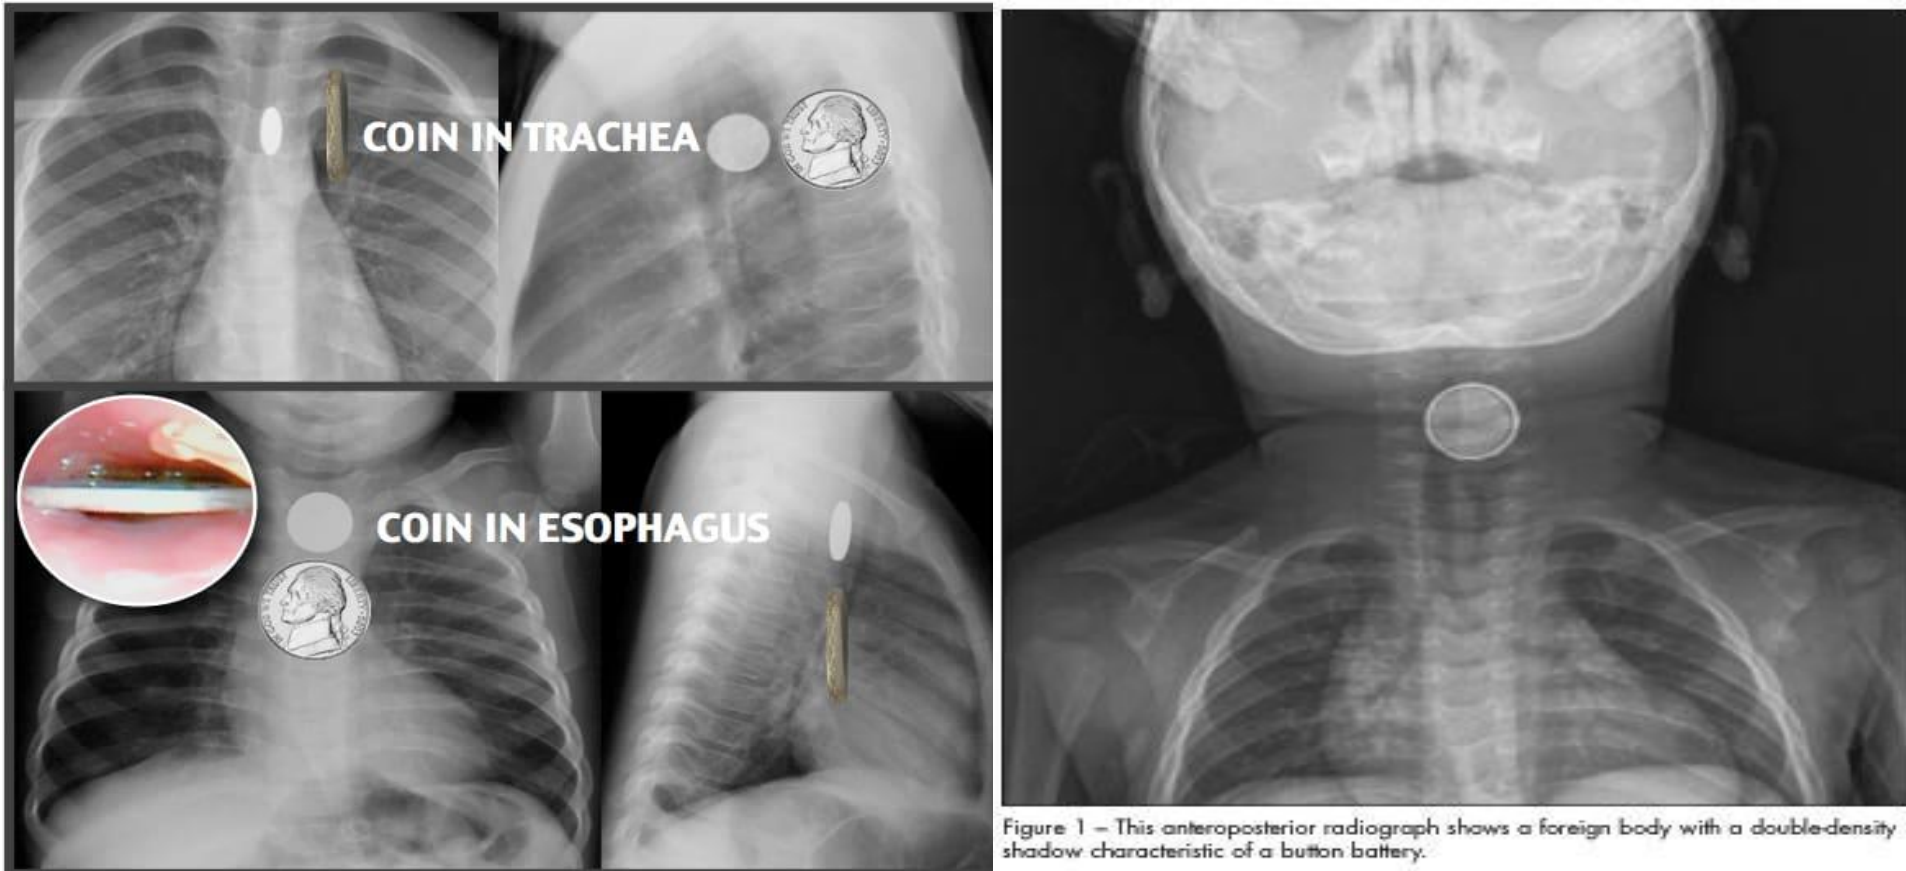 COIN IN TRACHEA
COIN IN ESOPHAGUS
Figure 1 – This anteroposterior radiograph shows a foreign body with a double-density
shadow characteristic of a button battery.